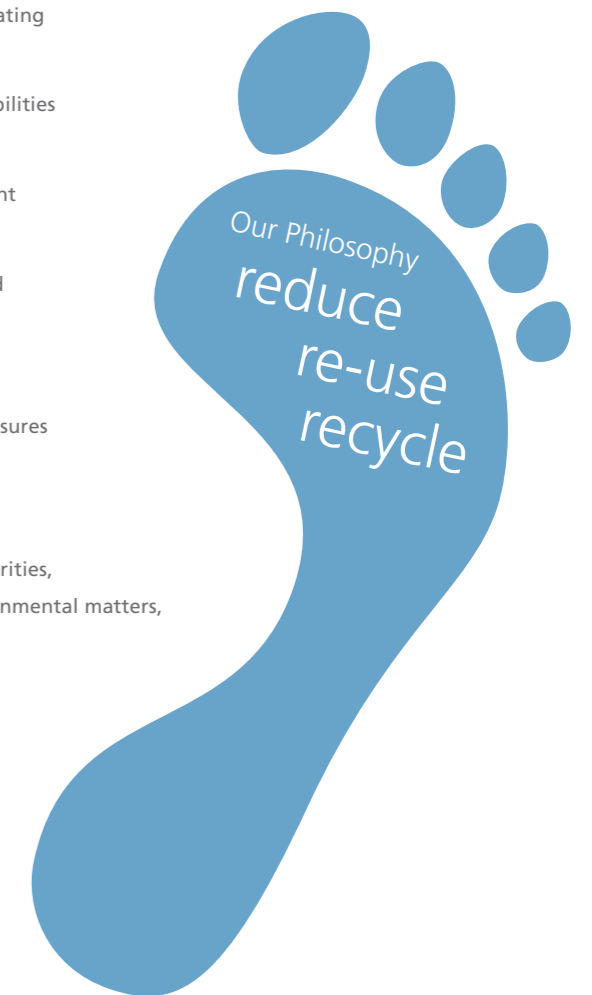 ating
bilities
nt
d
sures
rities,
nmental matters,
Our Philosophy
reduce
re-use
recycle